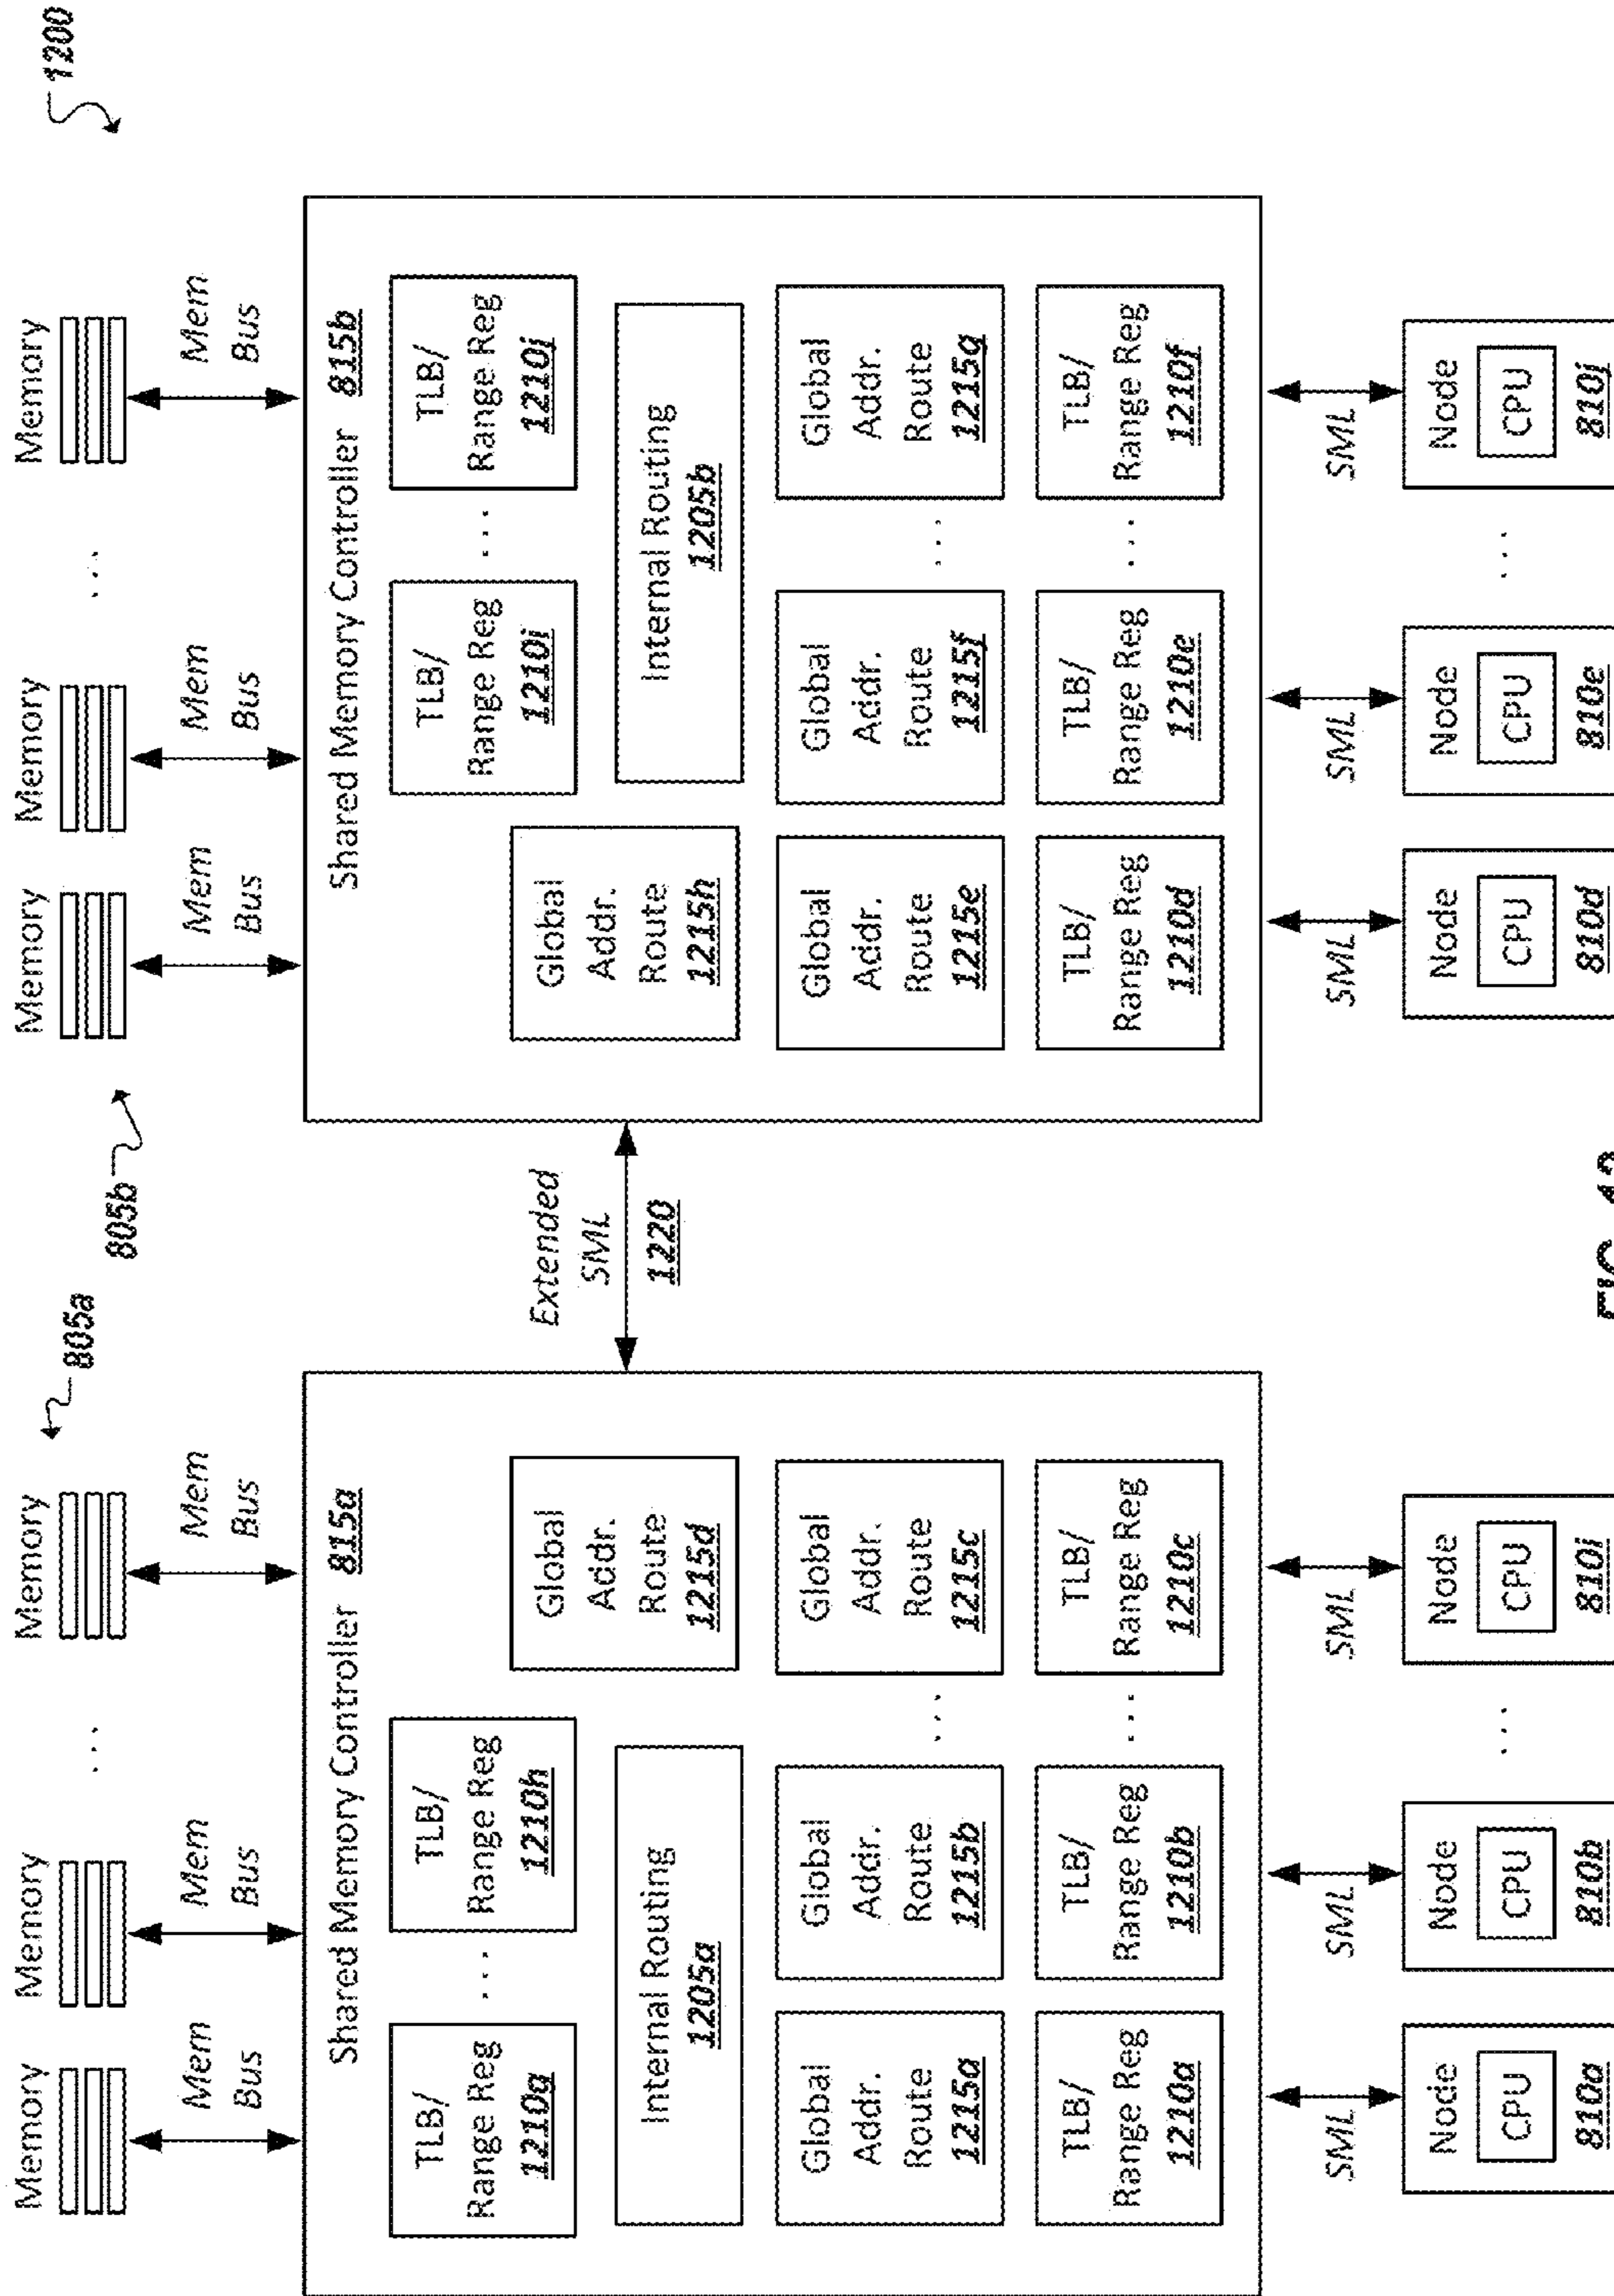 1200
805a
805b
Memory
Memory
...
Memory
Memory
Memory
...
Memory
Mem
Bus
Mem
Bus
Mem
Bus
Mem
Bus
Mem
Bus
Mem
Bus
Shared Memory Controller 815a
TLB/
Range Reg
1210g
...
TLB/
Range Reg
1210h
Global
Addr.
Route
1215d
Internal Routing
1205a
Global
Addr.
Route
1215a
Global
Addr.
Route
1215b
...
Global
Addr.
Route
1215c
TLB/
Range Reg
1210a
TLB/
Range Reg
1210b
...
TLB/
Range Reg
1210c
Extended
SML
1220
Shared Memory Controller 815b
TLB/
Range Reg
1210i
...
TLB/
Range Reg
1210j
Global
Addr.
Route
1215h
Internal Routing
1205b
Global
Addr.
Route
1215e
Global
Addr.
Route
1215f
...
Global
Addr.
Route
1215g
TLB/
Range Reg
1210d
TLB/
Range Reg
1210e
...
TLB/
Range Reg
1210f
SML
SML
SML
SML
SML
SML
Node
CPU
810a
Node
CPU
810b
...
Node
CPU
810i
Node
CPU
810d
Node
CPU
810e
...
Node
CPU
810j